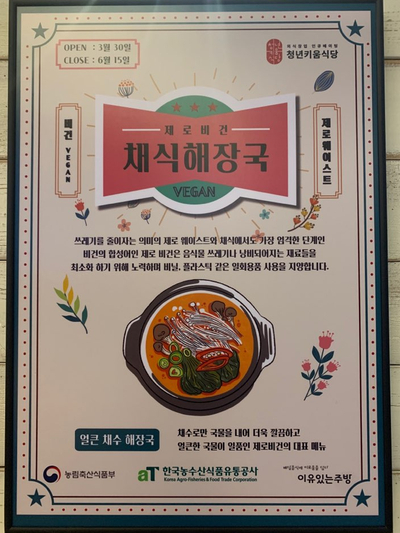 OPEN : 3월 30일
CLOSE : 6월 15일
외식창업 인큐베이팅
청년키움식당
비건 VEGAN
제로웨이스트
제로비건
채식해장국
VEGAN
쓰레기를 줄이자는 의미의 제로 웨이스트와 채식에서도 가장 엄격한 단계인
비건의 합성어인 제로 비건은 음식물 쓰레기나 낭비되어지는 재료들을
최소화 하기 위해 노력하며 비닐, 플라스틱 같은 일회용품 사용을 지양합니다.
얼큰 채수 해장국
채수로만 국물을 내어 더욱 깔끔하고
얼큰한 국물이 일품인 제로비건의 대표 메뉴
농림축산식품부
aT 한국농수산식품유통공사
Korea Agro-Fisheries & Food Trade Corporation
이유있는주방